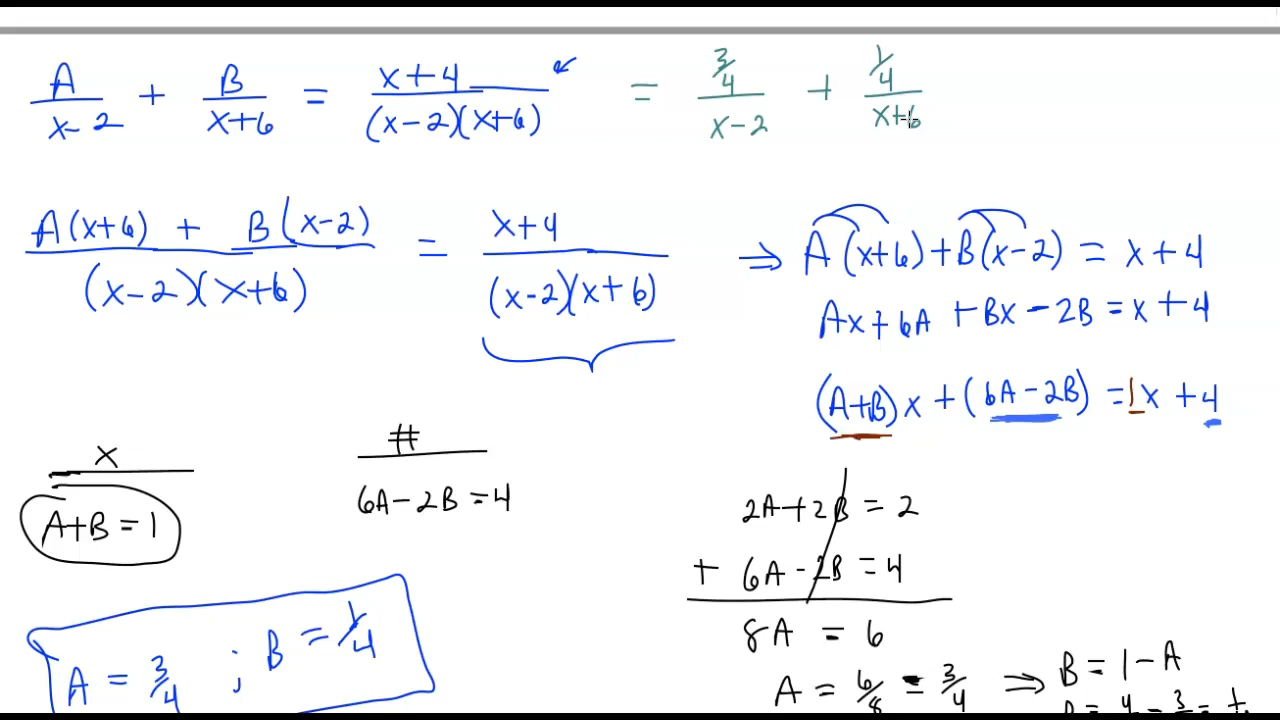 A/(x-2) + B/(x+6) = (x+4)/((x-2)(x+6)) = (3/4)/(x-2) + (1/4)/(x+6)
(A(x+6) + B(x-2))/((x-2)(x+6)) = (x+4)/((x-2)(x+6)) ⇒ A(x+6)+B(x-2) = x+4
Ax+6A+Bx-2B = x+4
(A+B)x+(6A-2B) = 1x+4
x
A+B = 1
#
6A-2B = 4
2A+2B = 2
+ 6A-2B = 4
8A = 6
A = 6/8 = 3/4 ⇒ B = 1-A
A = 3/4 ; B = 1/4